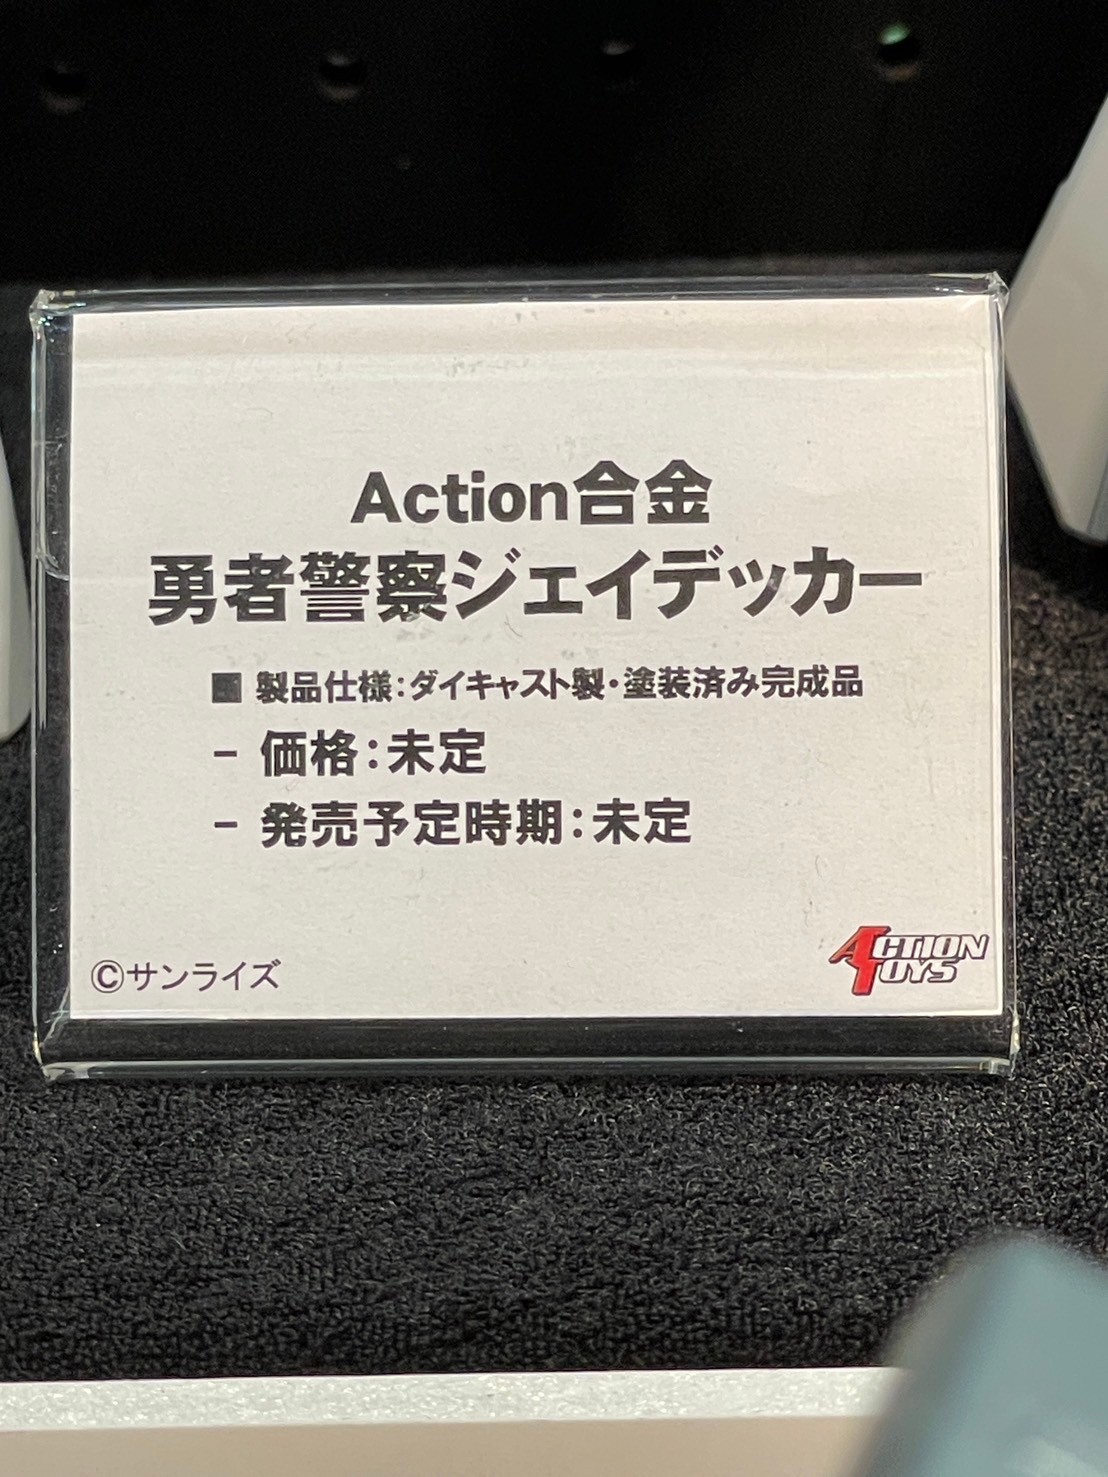 Action合金
勇者警察ジェイデッカー
■ 製品仕様：ダイキャスト製・塗装済み完成品
- 価格：未定
- 発売予定時期：未定
©サンライズ
ACTION
TOYS